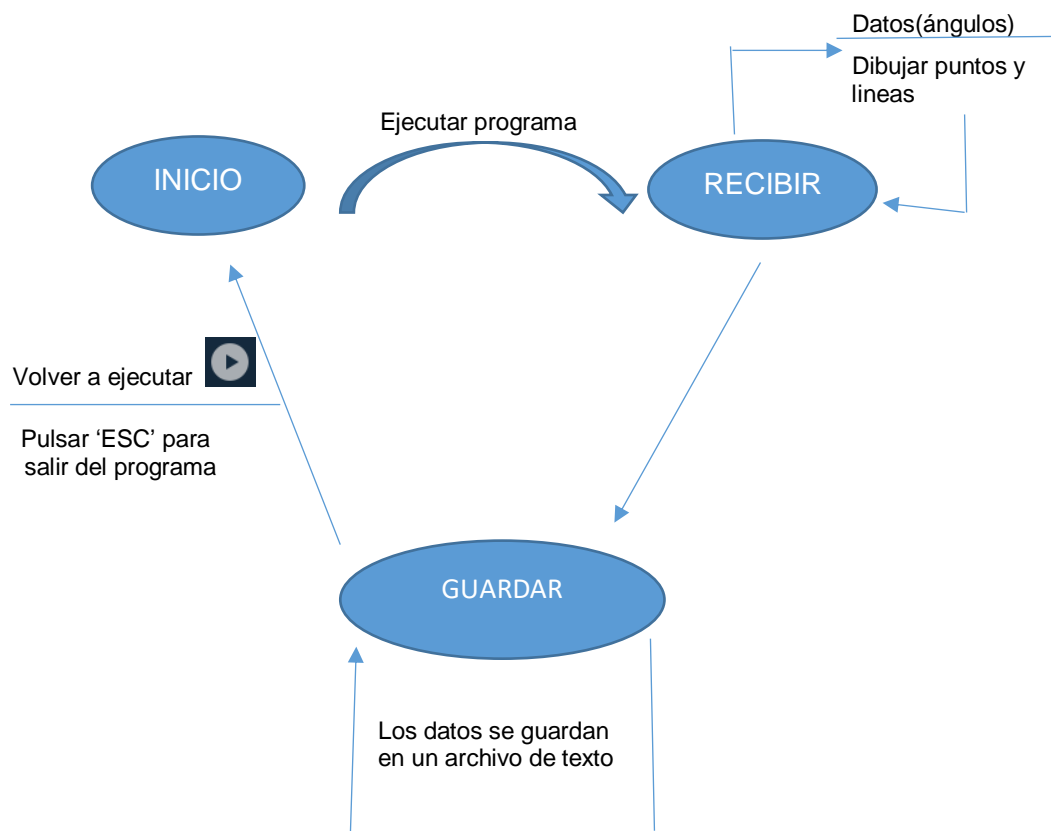 Datos(ángulos)
Dibujar puntos y
lineas
Ejecutar programa
INICIO
RECIBIR
Volver a ejecutar
Pulsar ‘ESC’ para
salir del programa
GUARDAR
Los datos se guardan
en un archivo de texto